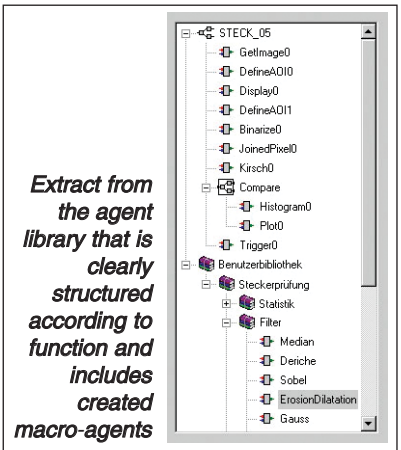 Extract from
the agent
library that is
clearly
structured
according to
function and
includes
created
macro-agents
STECK_05
GetImage0
DefineAOI0
Display0
DefineAOI1
Binarize0
JoinedPixel0
Kirsch0
Compare
Histogram0
Plot0
Trigger0
Benutzerbibliothek
Steckerprüfung
Statistik
Filter
Median
Deriche
Sobel
ErosionDilatation
Gauss